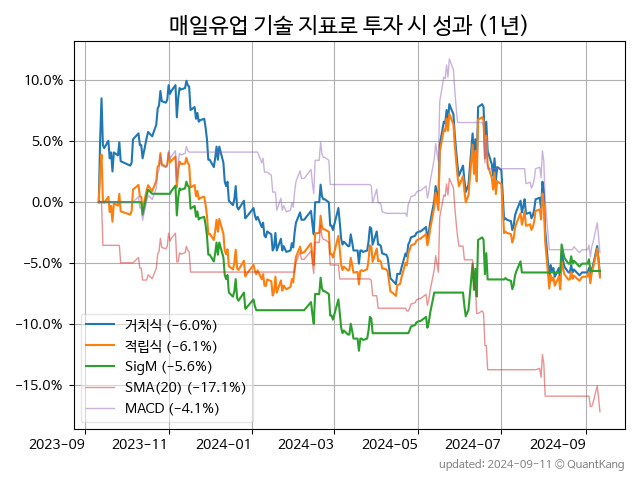 매일유업 기술 지표로 투자 시 성과 (1년)
10.0%
5.0%
0.0%
−5.0%
−10.0%
−15.0%
거치식 (−6.0%)
적립식 (−6.1%)
SigM (−5.6%)
SMA(20) (−17.1%)
MACD (−4.1%)
2023-09 2023-11 2024-01 2024-03 2024-05 2024-07 2024-09
updated: 2024-09-11 © QuantKang